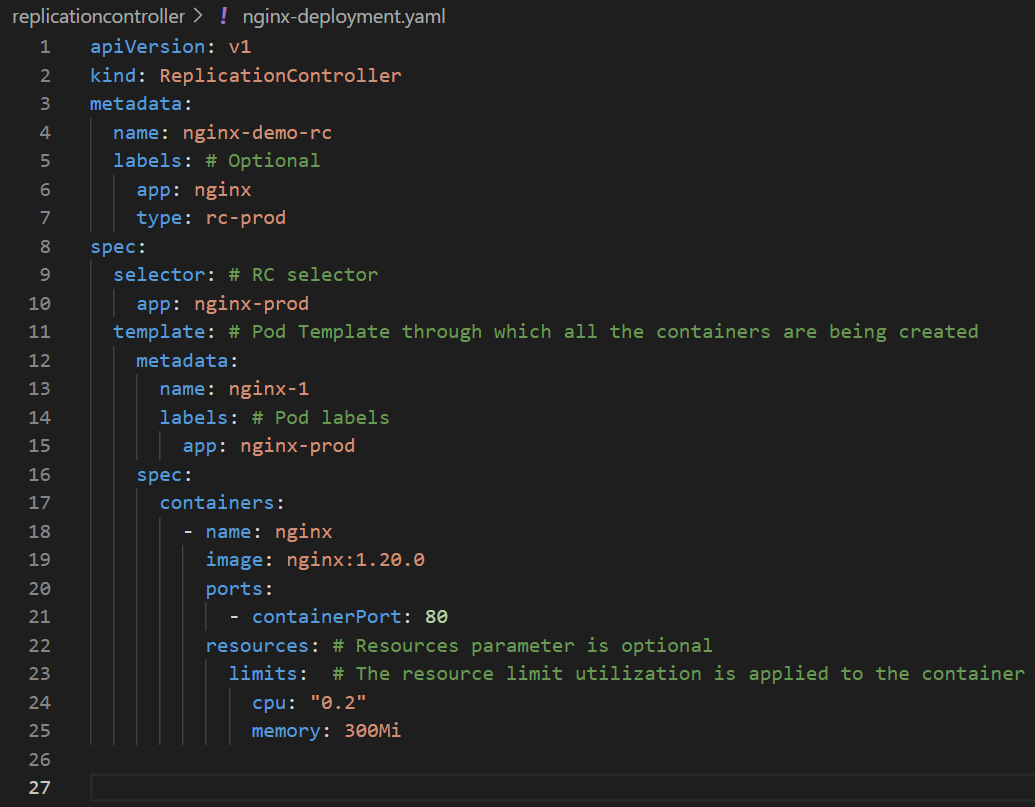 replicationcontroller > ! nginx-deployment.yaml
1 apiVersion: v1
2 kind: ReplicationController
3 metadata:
4   name: nginx-demo-rc
5   labels: # Optional
6     app: nginx
7     type: rc-prod
8 spec:
9   selector: # RC selector
10     app: nginx-prod
11   template: # Pod Template through which all the containers are being created
12     metadata:
13       name: nginx-1
14       labels: # Pod labels
15         app: nginx-prod
16     spec:
17       containers:
18         - name: nginx
19           image: nginx:1.20.0
20           ports:
21             - containerPort: 80
22           resources: # Resources parameter is optional
23             limits:  # The resource limit utilization is applied to the container
24               cpu: "0.2"
25               memory: 300Mi
26
27